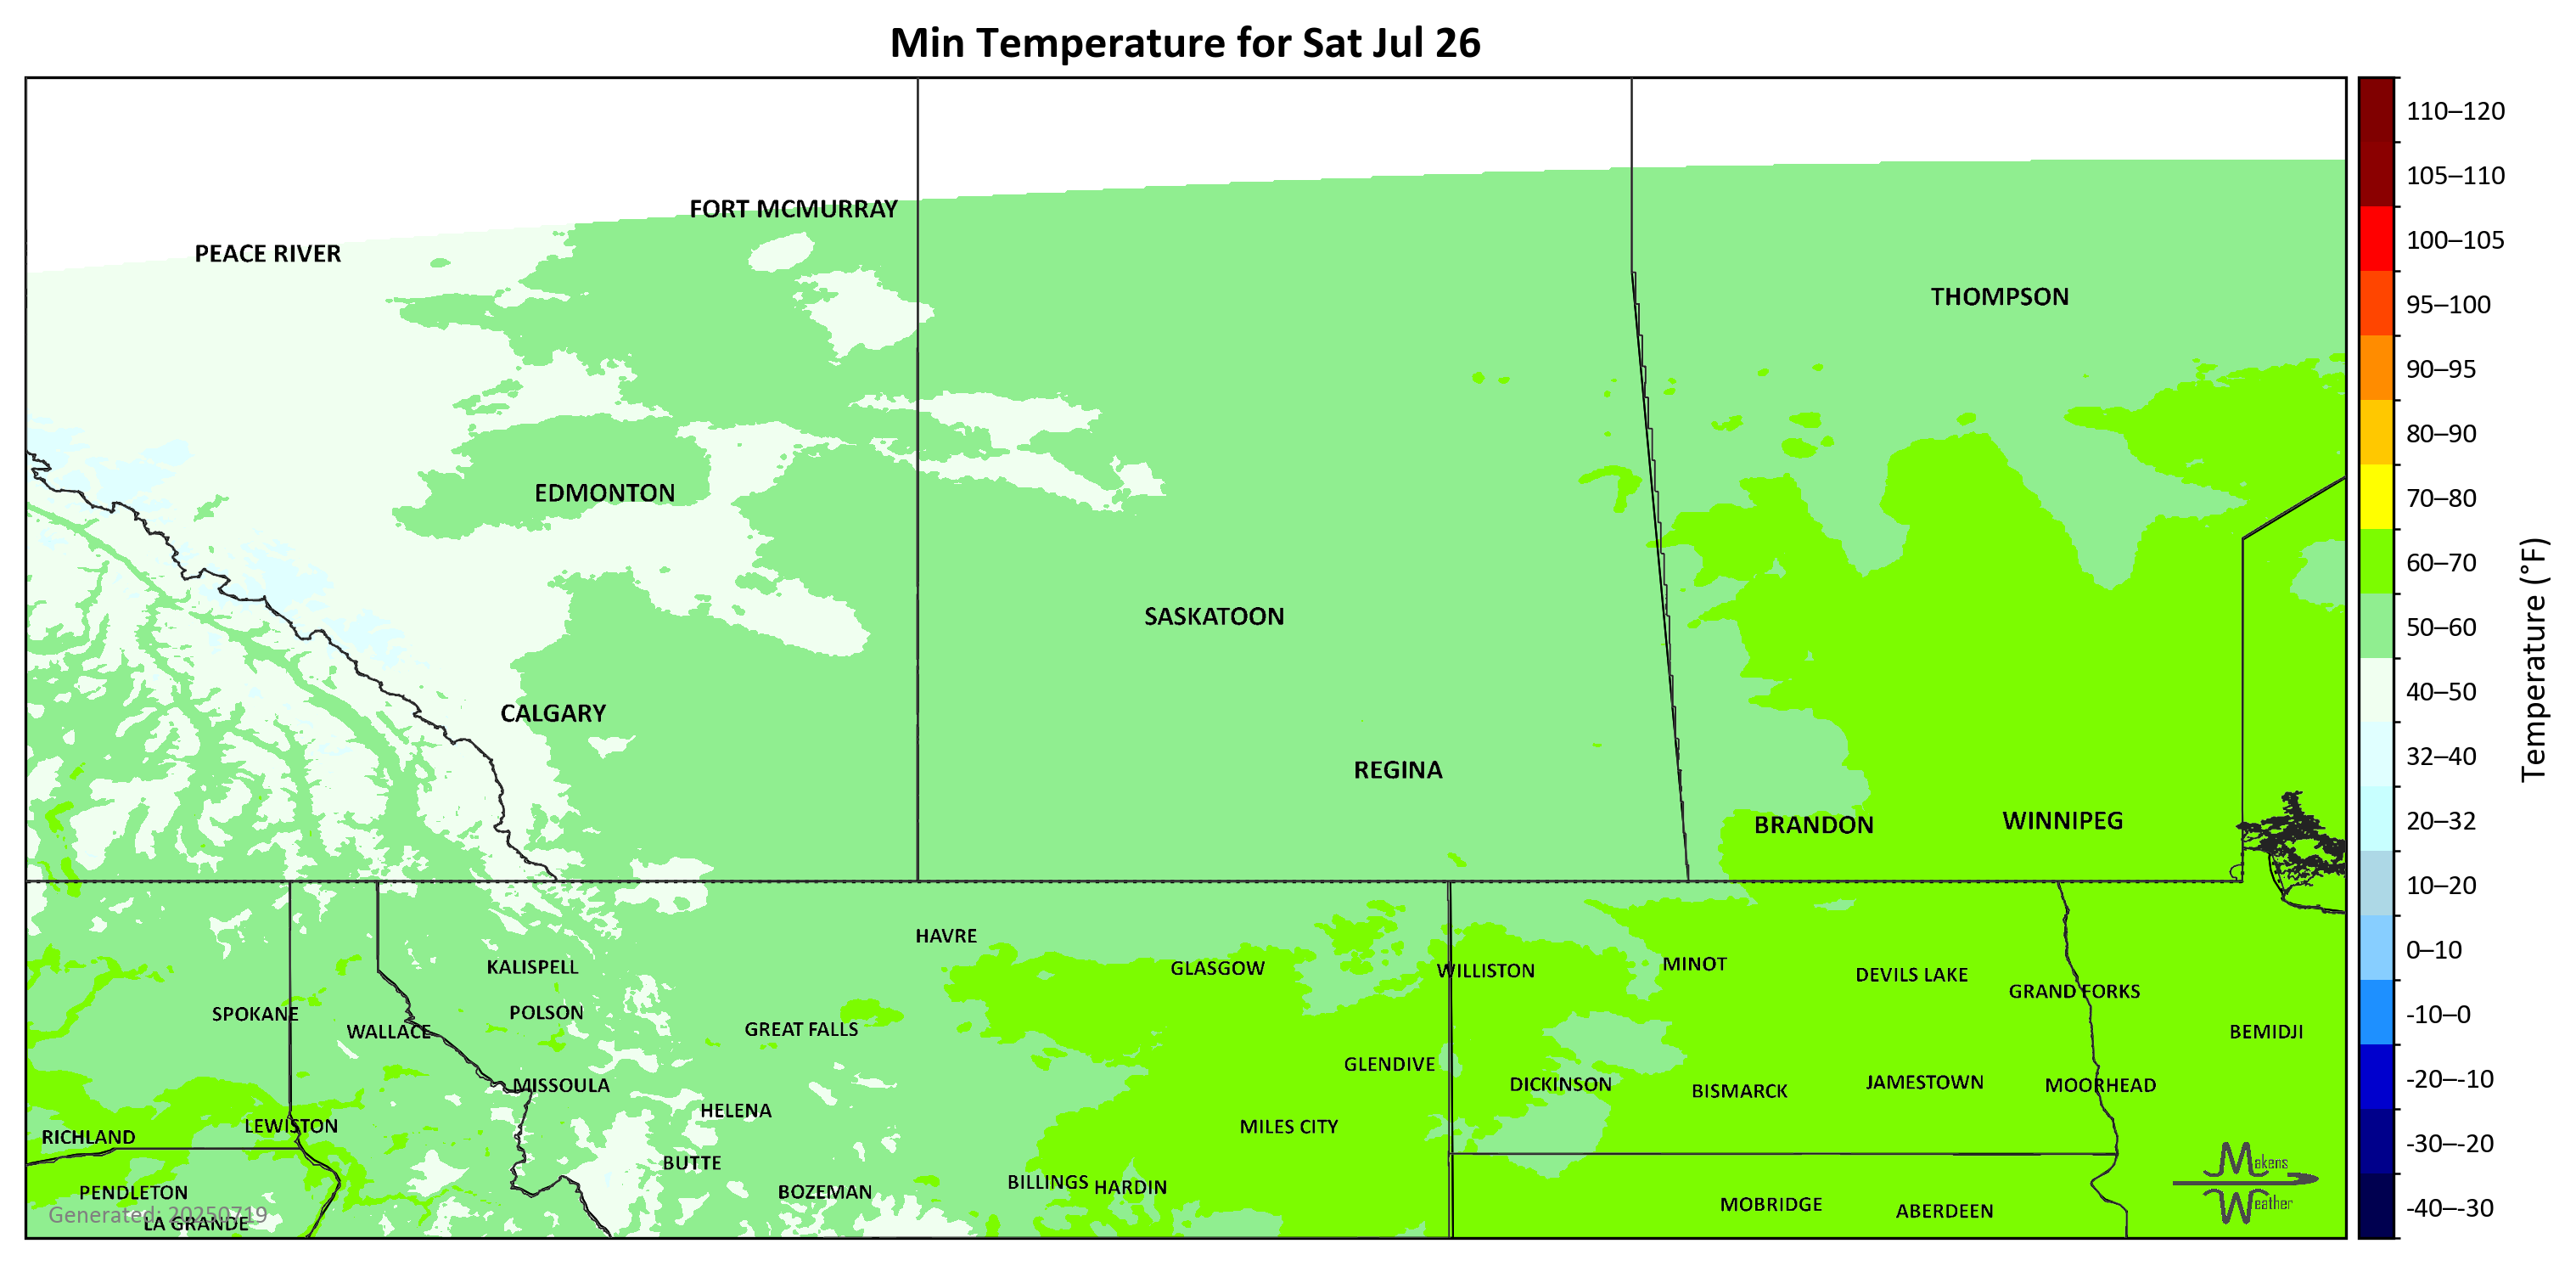 Min Temperature for Sat Jul 26
FORT MCMURRAY
PEACE RIVER
THOMPSON
EDMONTON
SASKATOON
CALGARY
REGINA
BRANDON
WINNIPEG
HAVRE
KALISPELL
GLASGOW
WILLISTON
MINOT
DEVILS LAKE
GRAND FORKS
SPOKANE
POLSON
WALLACE
GREAT FALLS
BEMIDJI
GLENDIVE
MISSOULA
DICKINSON
BISMARCK
JAMESTOWN
MOORHEAD
HELENA
LEWISTON
MILES CITY
RICHLAND
BUTTE
BILLINGS
HARDIN
PENDLETON
BOZEMAN
MOBRIDGE
ABERDEEN
Generated: 20250719
LA GRANDE
Makens
Weather
110–120
105–110
100–105
95–100
90–95
80–90
70–80
60–70
50–60
40–50
32–40
20–32
10–20
0–10
-10–0
-20–-10
-30–-20
-40–-30
Temperature (°F)